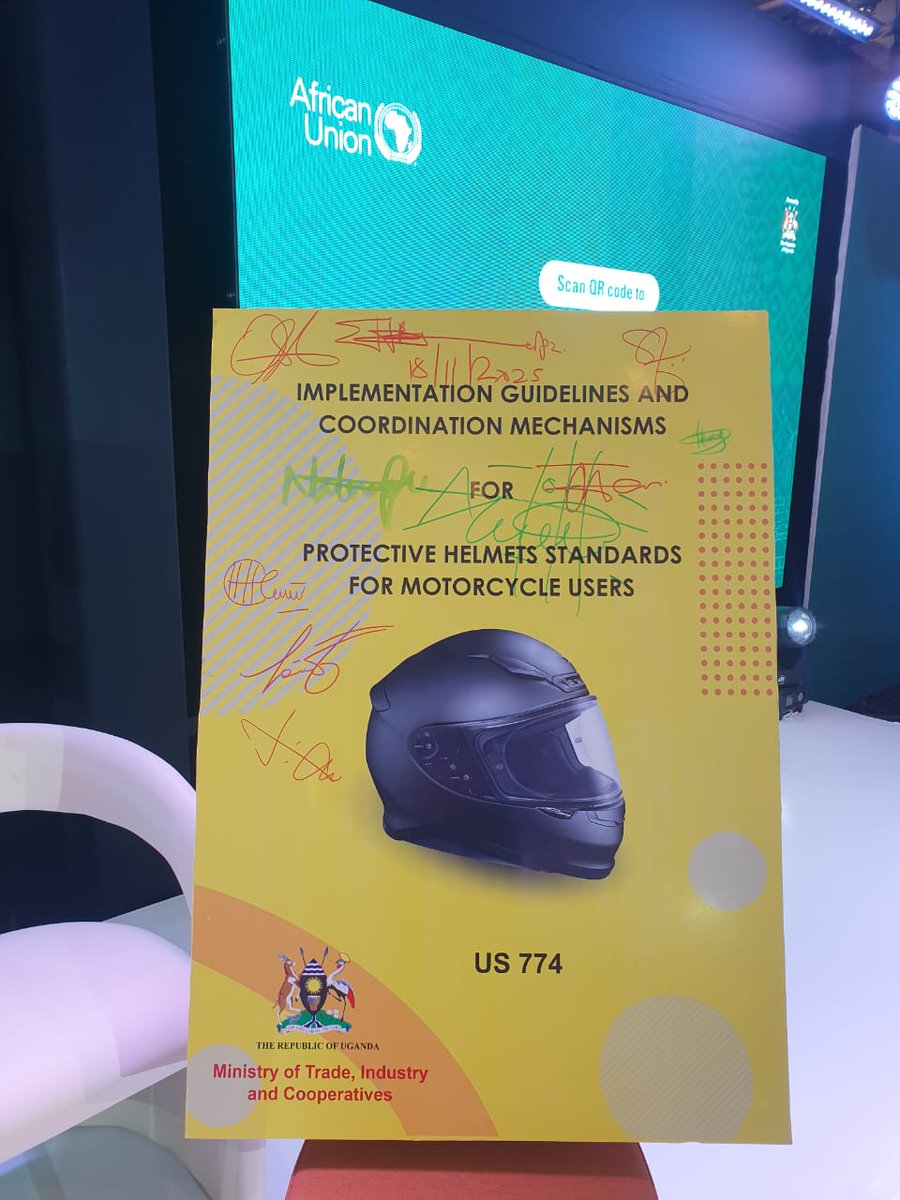 African
Union
Scan QR code to
18/11/2025
IMPLEMENTATION GUIDELINES AND
COORDINATION MECHANISMS
FOR
PROTECTIVE HELMETS STANDARDS
FOR MOTORCYCLE USERS
US 774
THE REPUBLIC OF UGANDA
Ministry of Trade, Industry
and Cooperatives